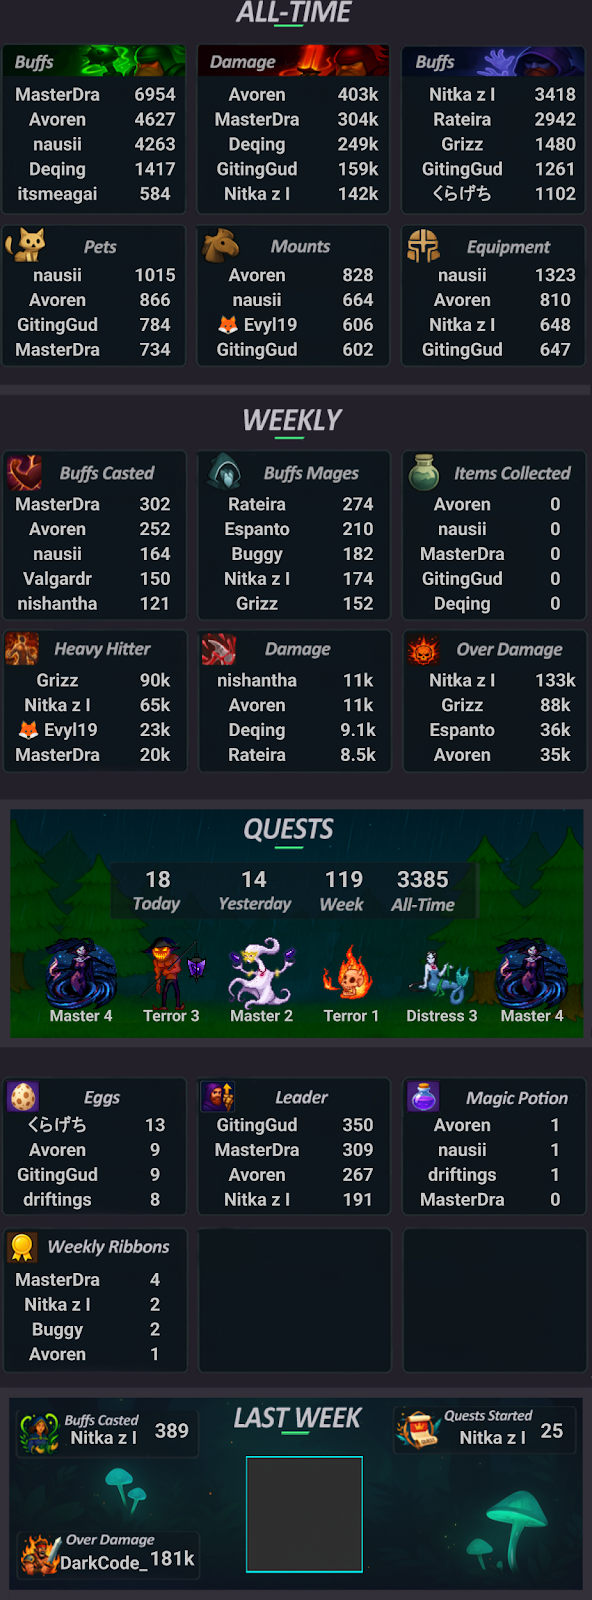 ALL-TIME
Buffs Damage Buffs
MasterDra 6954 Avoren 403k Nitka z I 3418
Avoren 4627 MasterDra 304k Rateira 2942
nausii 4263 Deqing 249k Grizz 1480
Deqing 1417 GitingGud 159k GitingGud 1261
itsmeagai 584 Nitka z I 142k くらげち 1102
Pets Mounts Equipment
nausii 1015 Avoren 828 nausii 1323
Avoren 866 nausii 664 Avoren 810
GitingGud 784 🦊 Evyl19 606 Nitka z I 648
MasterDra 734 GitingGud 602 GitingGud 647
WEEKLY
Buffs Casted Buffs Mages Items Collected
MasterDra 302 Rateira 274 Avoren 0
Avoren 252 Espanto 210 nausii 0
nausii 164 Buggy 182 MasterDra 0
Valgardr 150 Nitka z I 174 GitingGud 0
nishantha 121 Grizz 152 Deqing 0
Heavy Hitter Damage Over Damage
Grizz 90k nishantha 11k Nitka z I 133k
Nitka z I 65k Avoren 11k Grizz 88k
🦊 Evyl19 23k Deqing 9.1k Espanto 36k
MasterDra 20k Rateira 8.5k Avoren 35k
QUESTS
18 14 119 3385
Today Yesterday Week All-Time
Master 4 Terror 3 Master 2 Terror 1 Distress 3 Master 4
Eggs Leader Magic Potion
くらげち 13 GitingGud 350 Avoren 1
Avoren 9 MasterDra 309 nausii 1
GitingGud 9 Avoren 267 driftings 1
driftings 8 Nitka z I 191 MasterDra 0
Weekly Ribbons
MasterDra 4
Nitka z I 2
Buggy 2
Avoren 1
LAST WEEK
Buffs Casted
Nitka z I 389
Quests Started
Nitka z I 25
Over Damage
DarkCode_ 181k